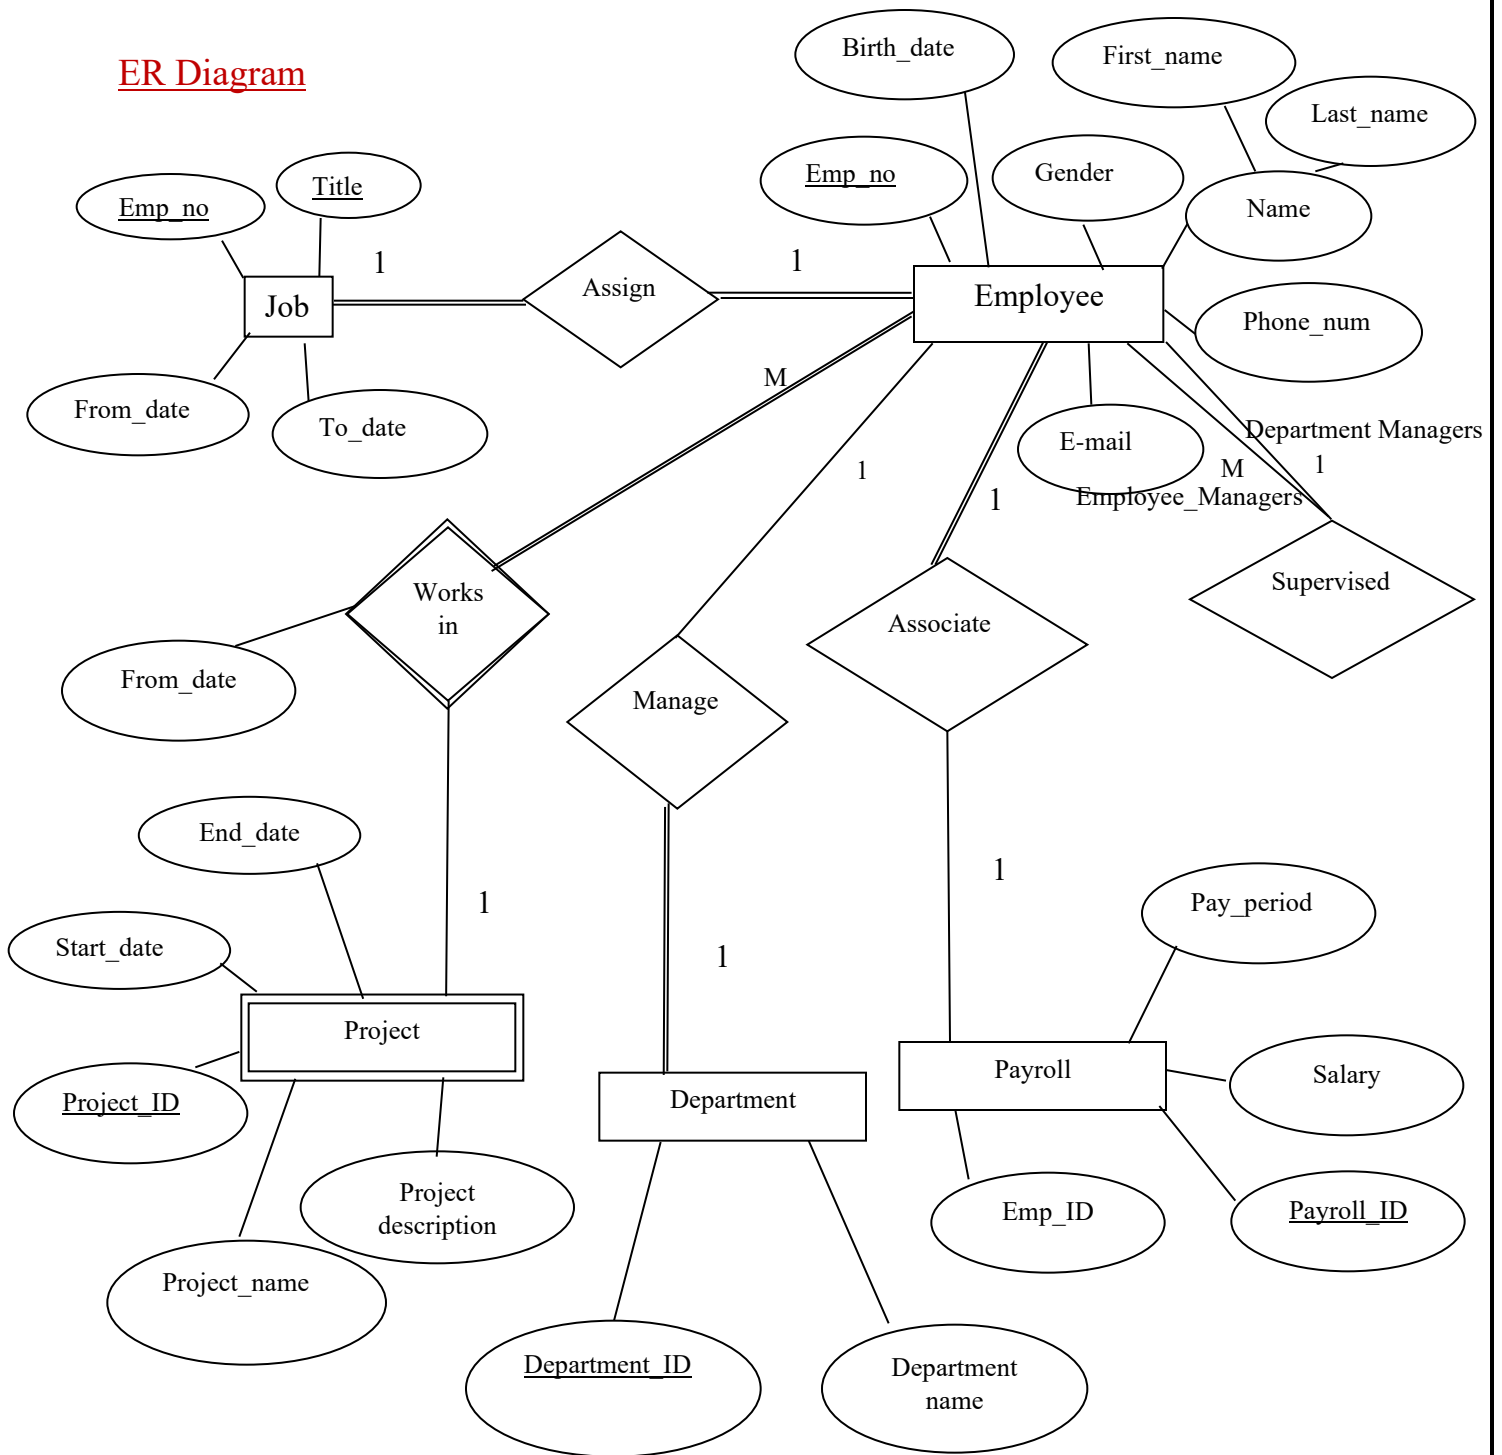 ER Diagram
Birth_date
First_name
Last_name
Emp_no
Title
Emp_no
Gender
Name
1
1
Job
Assign
Employee
Phone_num
From_date
To_date
M
Department Managers
E-mail
1
M
1
1
Employee_Managers
Works
in
Supervised
Associate
From_date
Manage
End_date
1
1
Pay_period
Start_date
1
Project
Payroll
Salary
Project_ID
Department
Project
description
Emp_ID
Payroll_ID
Project_name
Department_ID
Department
name